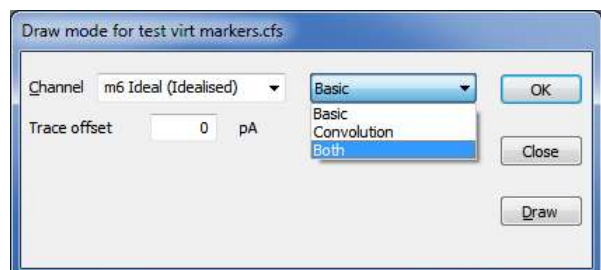 Draw mode for test virt markers.cfs
Channel m6 Ideal (Idealised) Basic OK
Basic
Trace offset 0 pA Convolution
Both
Close
Draw